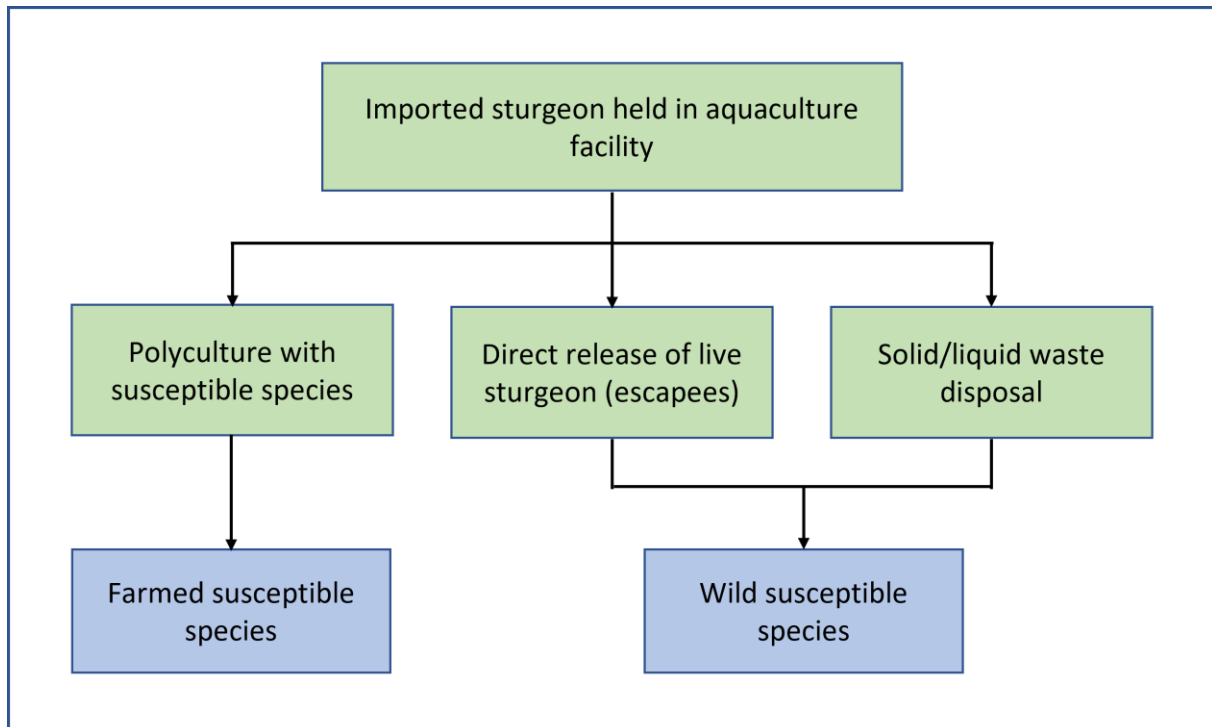 Imported sturgeon held in aquaculture
facility
Polyculture with
susceptible species
Direct release of live
sturgeon (escapees)
Solid/liquid waste
disposal
Farmed susceptible
species
Wild susceptible
species